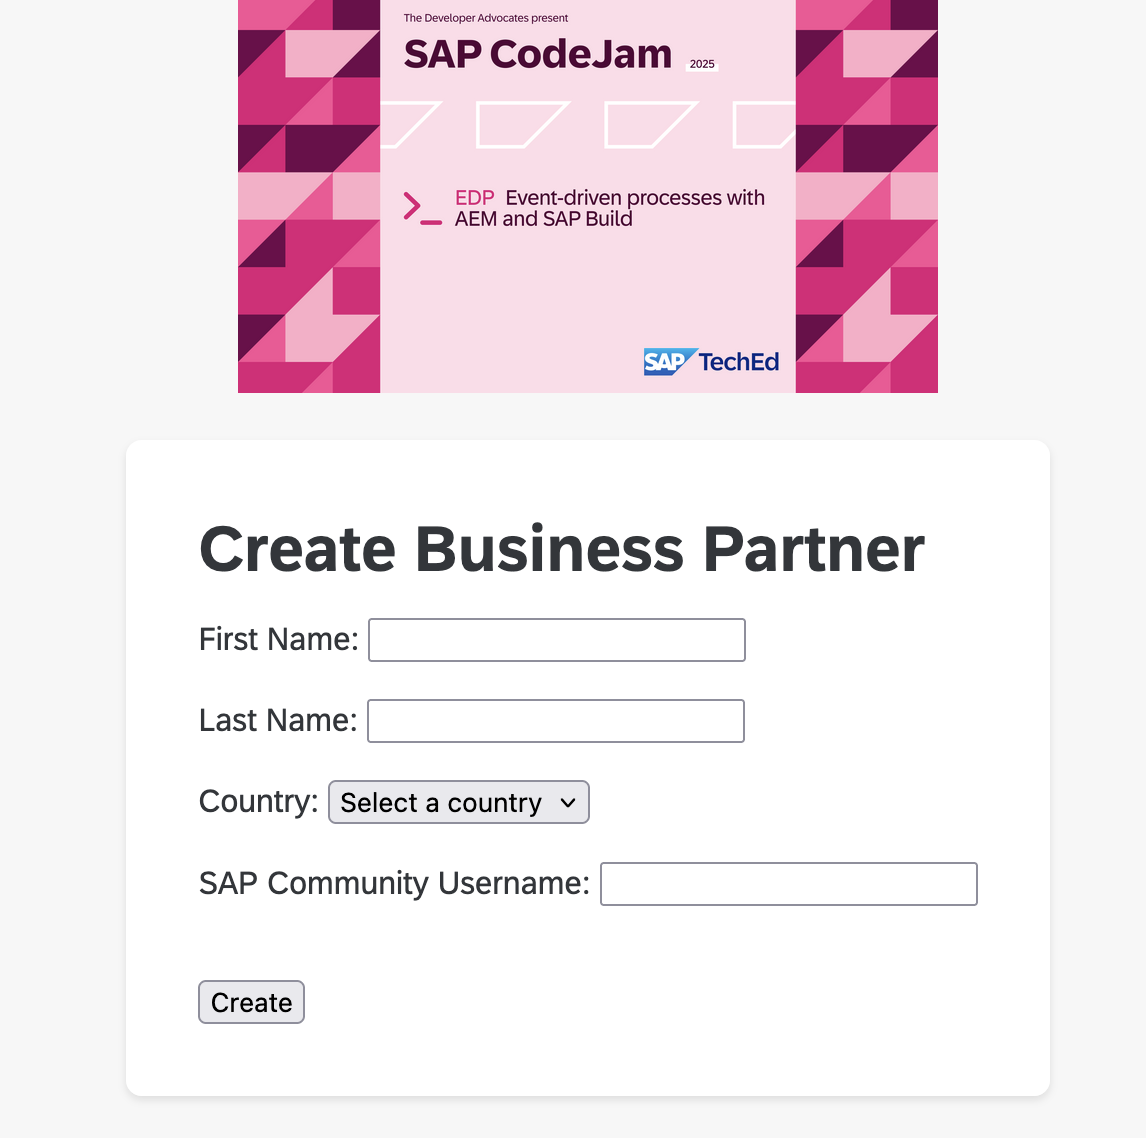 The Developer Advocates present
SAP CodeJam 2025
EDP Event-driven processes with
AEM and SAP Build
SAP TechEd
Create Business Partner
First Name:
Last Name:
Country: Select a country
SAP Community Username:
Create